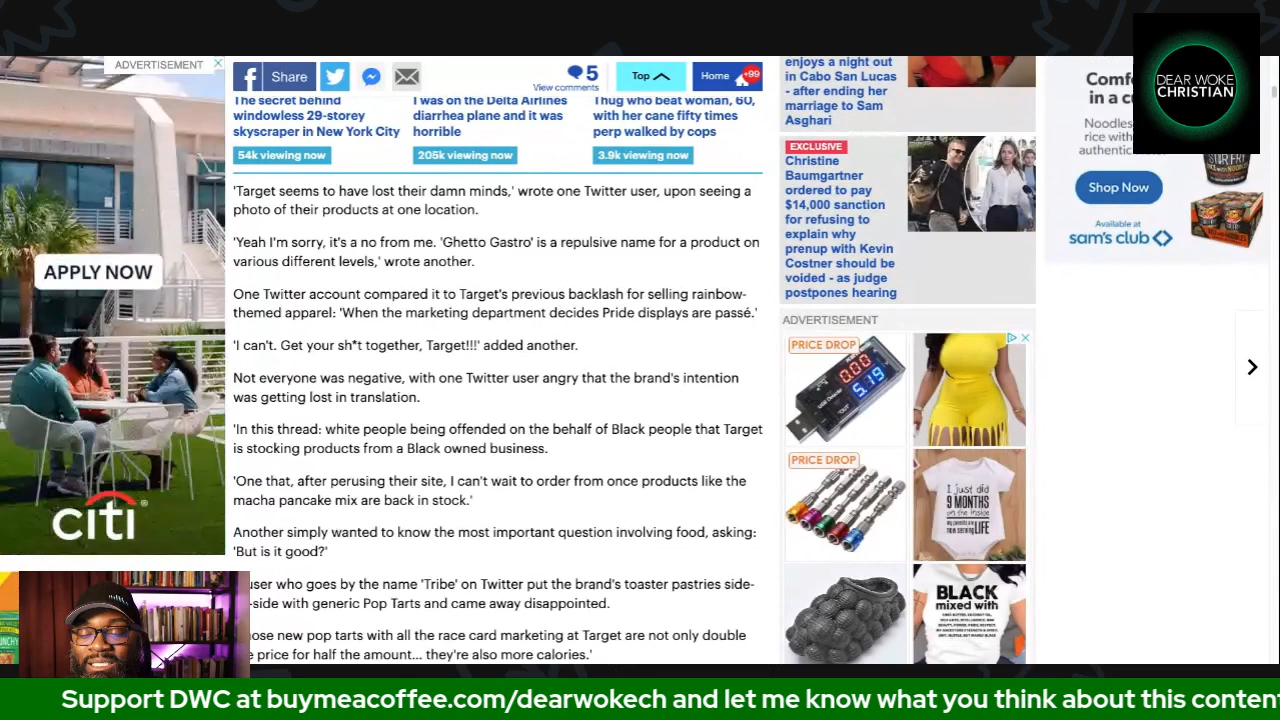 ADVERTISEMENT
APPLY NOW
citi
Share
5
View comments
Top
Home
+99
The secret behind
windowless 29-storey
skyscraper in New York City
54k viewing now
I was on the Delta Airlines
diarrhea plane and it was
horrible
205k viewing now
Thug who beat woman, 60,
with her cane fifty times
perp walked by cops
3.9k viewing now
'Target seems to have lost their damn minds,' wrote one Twitter user, upon seeing a
photo of their products at one location.
'Yeah I'm sorry, it's a no from me. 'Ghetto Gastro' is a repulsive name for a product on
various different levels,' wrote another.
One Twitter account compared it to Target's previous backlash for selling rainbow-
themed apparel: 'When the marketing department decides Pride displays are passé.'
'I can't. Get your sh*t together, Target!!!' added another.
Not everyone was negative, with one Twitter user angry that the brand's intention
was getting lost in translation.
'In this thread: white people being offended on the behalf of Black people that Target
is stocking products from a Black owned business.
'One that, after perusing their site, I can't wait to order from once products like the
macha pancake mix are back in stock.'
Another simply wanted to know the most important question involving food, asking:
'But is it good?'
user who goes by the name 'Tribe' on Twitter put the brand's toaster pastries side-
-side with generic Pop Tarts and came away disappointed.
new pop tarts with all the race card marketing at Target are not only double
for half the amount... they're also more calories.'
enjoys a night out
in Cabo San Lucas
- after ending her
marriage to Sam
Asghari
EXCLUSIVE
Christine
Baumgartner
ordered to pay
$14,000 sanction
for refusing to
explain why
prenup with Kevin
Costner should be
voided - as judge
postpones hearing
ADVERTISEMENT
PRICE DROP
0.00
5.19
PRICE DROP
I just did
9 MONTHS
on the inside
LIFE
BLACK
mixed with
in a
Noodles
rice with
authentic
STIR FRY
Shop Now
Available at
sam's club
DEAR WOKE
CHRISTIAN
Support DWC at buymeacoffee.com/dearwokech and let me know what you think about this content